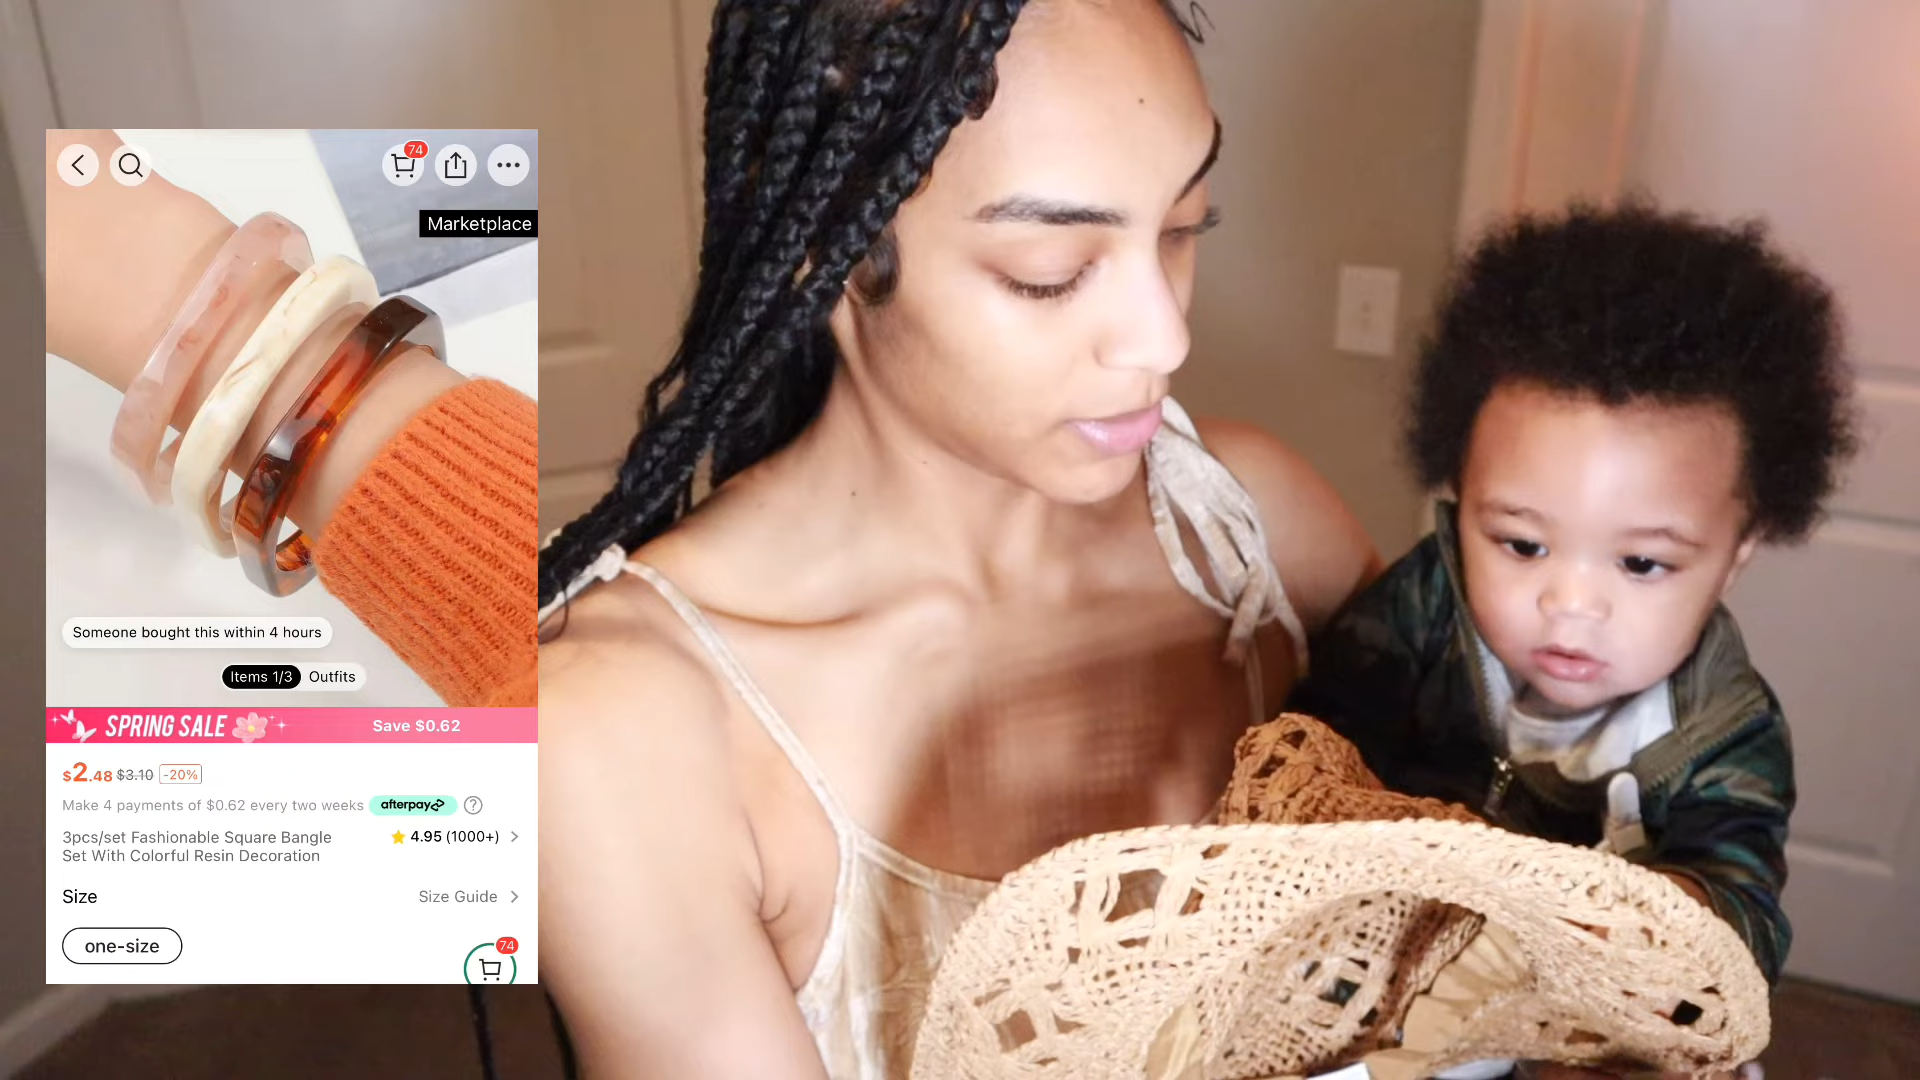 74
Marketplace
Someone bought this within 4 hours
Items 1/3 Outfits
SPRING SALE Save $0.62
$2.48 $3.10 -20%
Make 4 payments of $0.62 every two weeks afterpay ?
3pcs/set Fashionable Square Bangle
Set With Colorful Resin Decoration
4.95 (1000+)
Size Size Guide
one-size
74